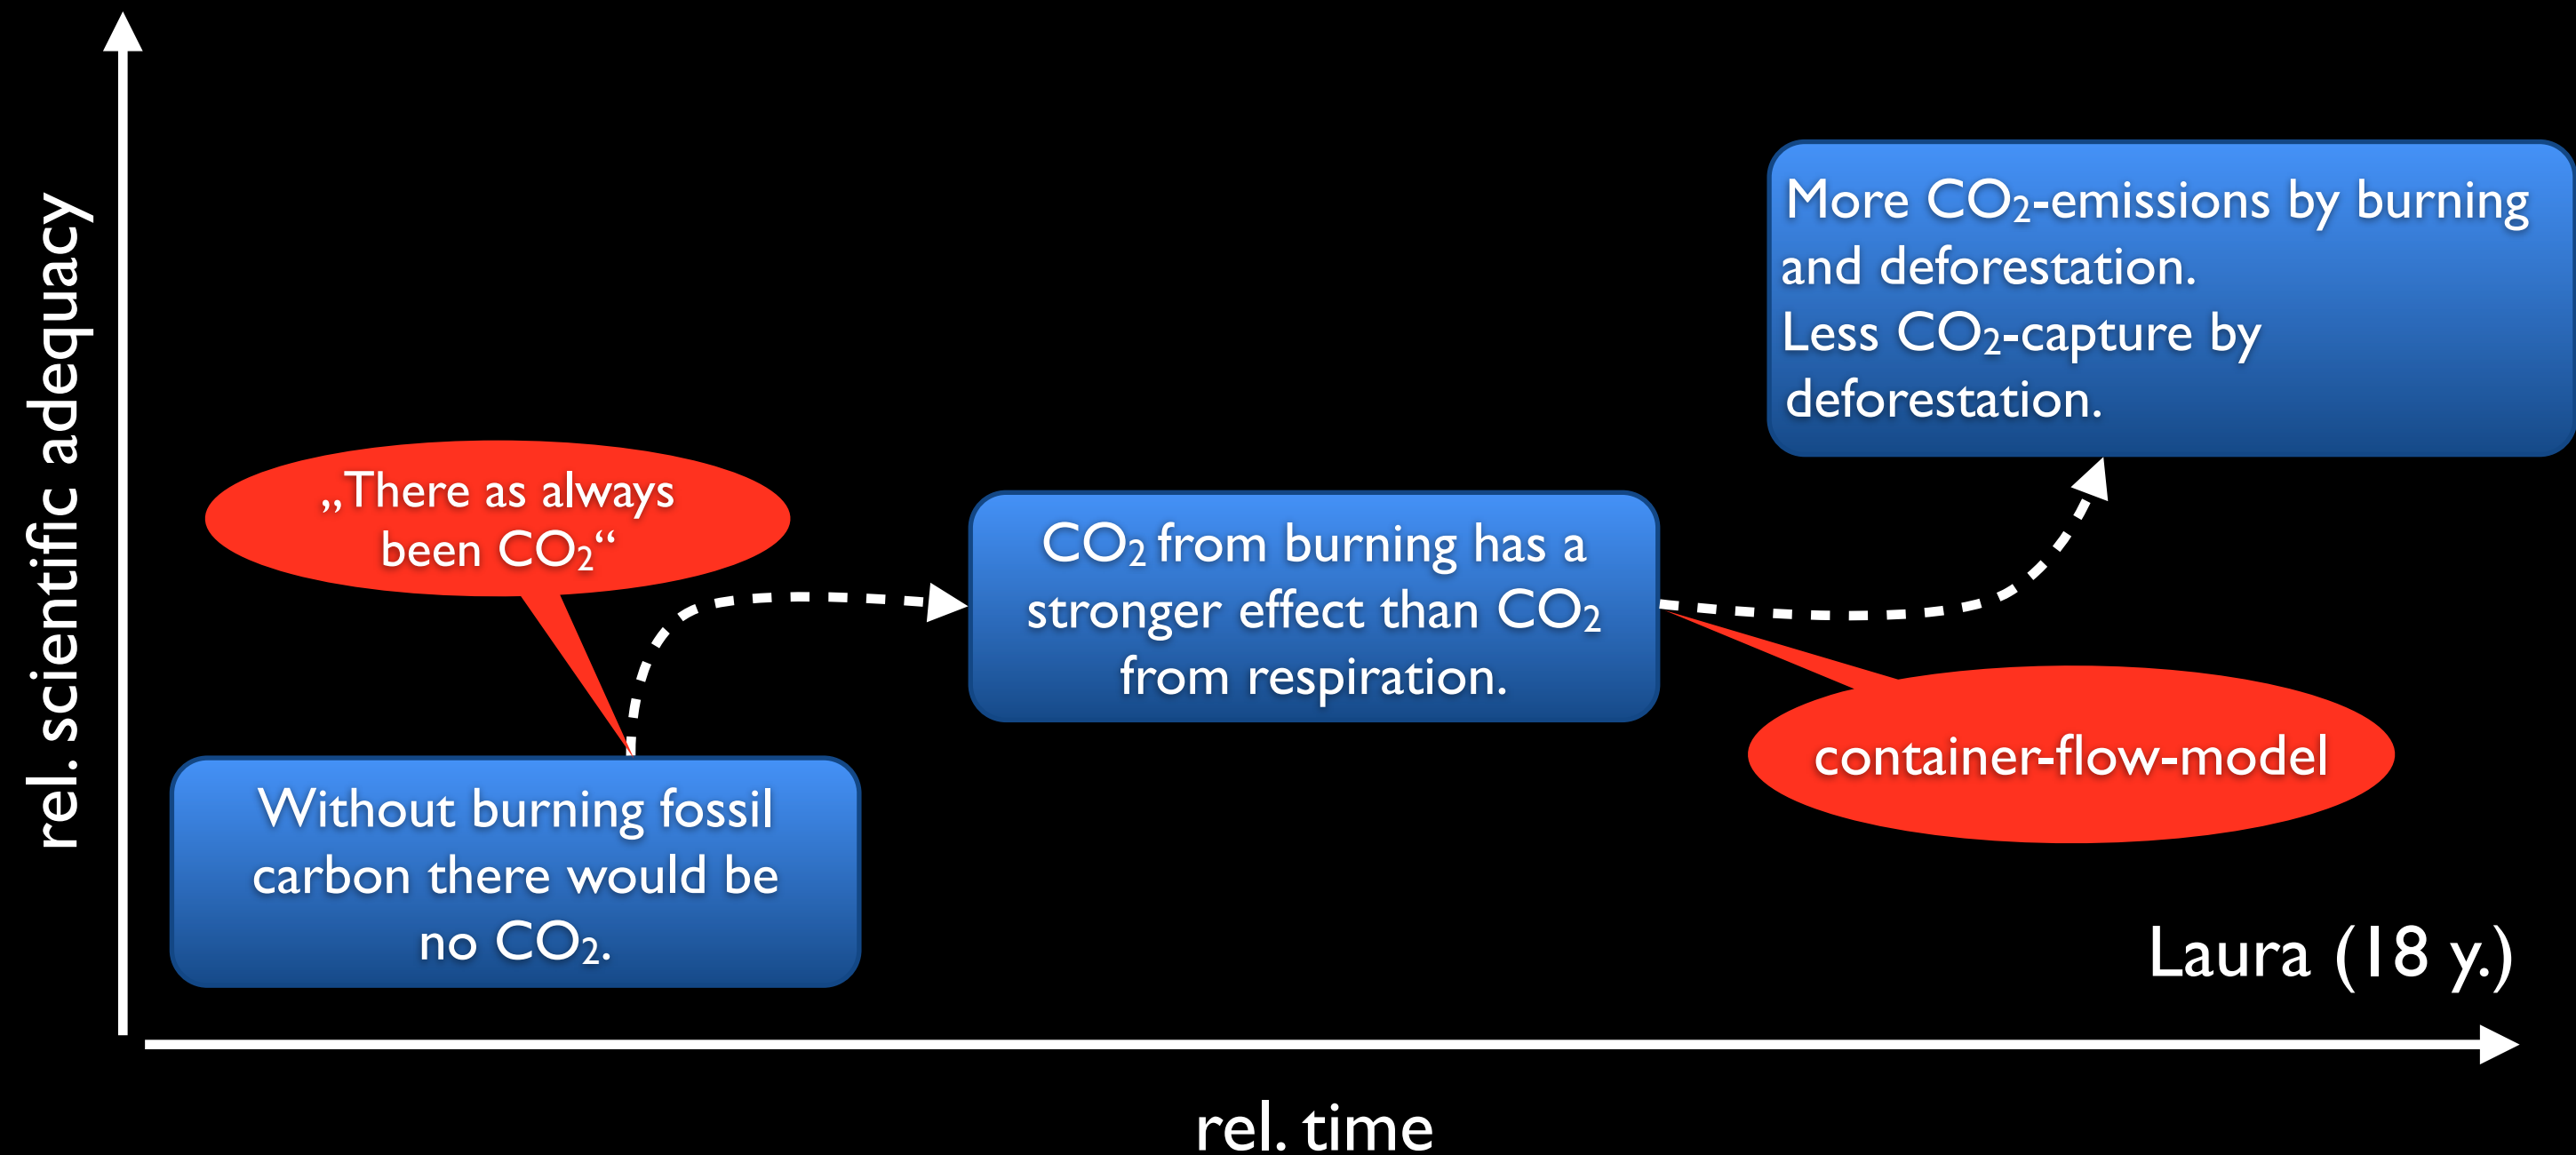 rel. scientific adequacy
„There as always
been CO₂“
Without burning fossil
carbon there would be
no CO₂.
CO₂ from burning has a
stronger effect than CO₂
from respiration.
More CO₂-emissions by burning
and deforestation.
Less CO₂-capture by
deforestation.
container-flow-model
Laura (18 y.)
rel. time